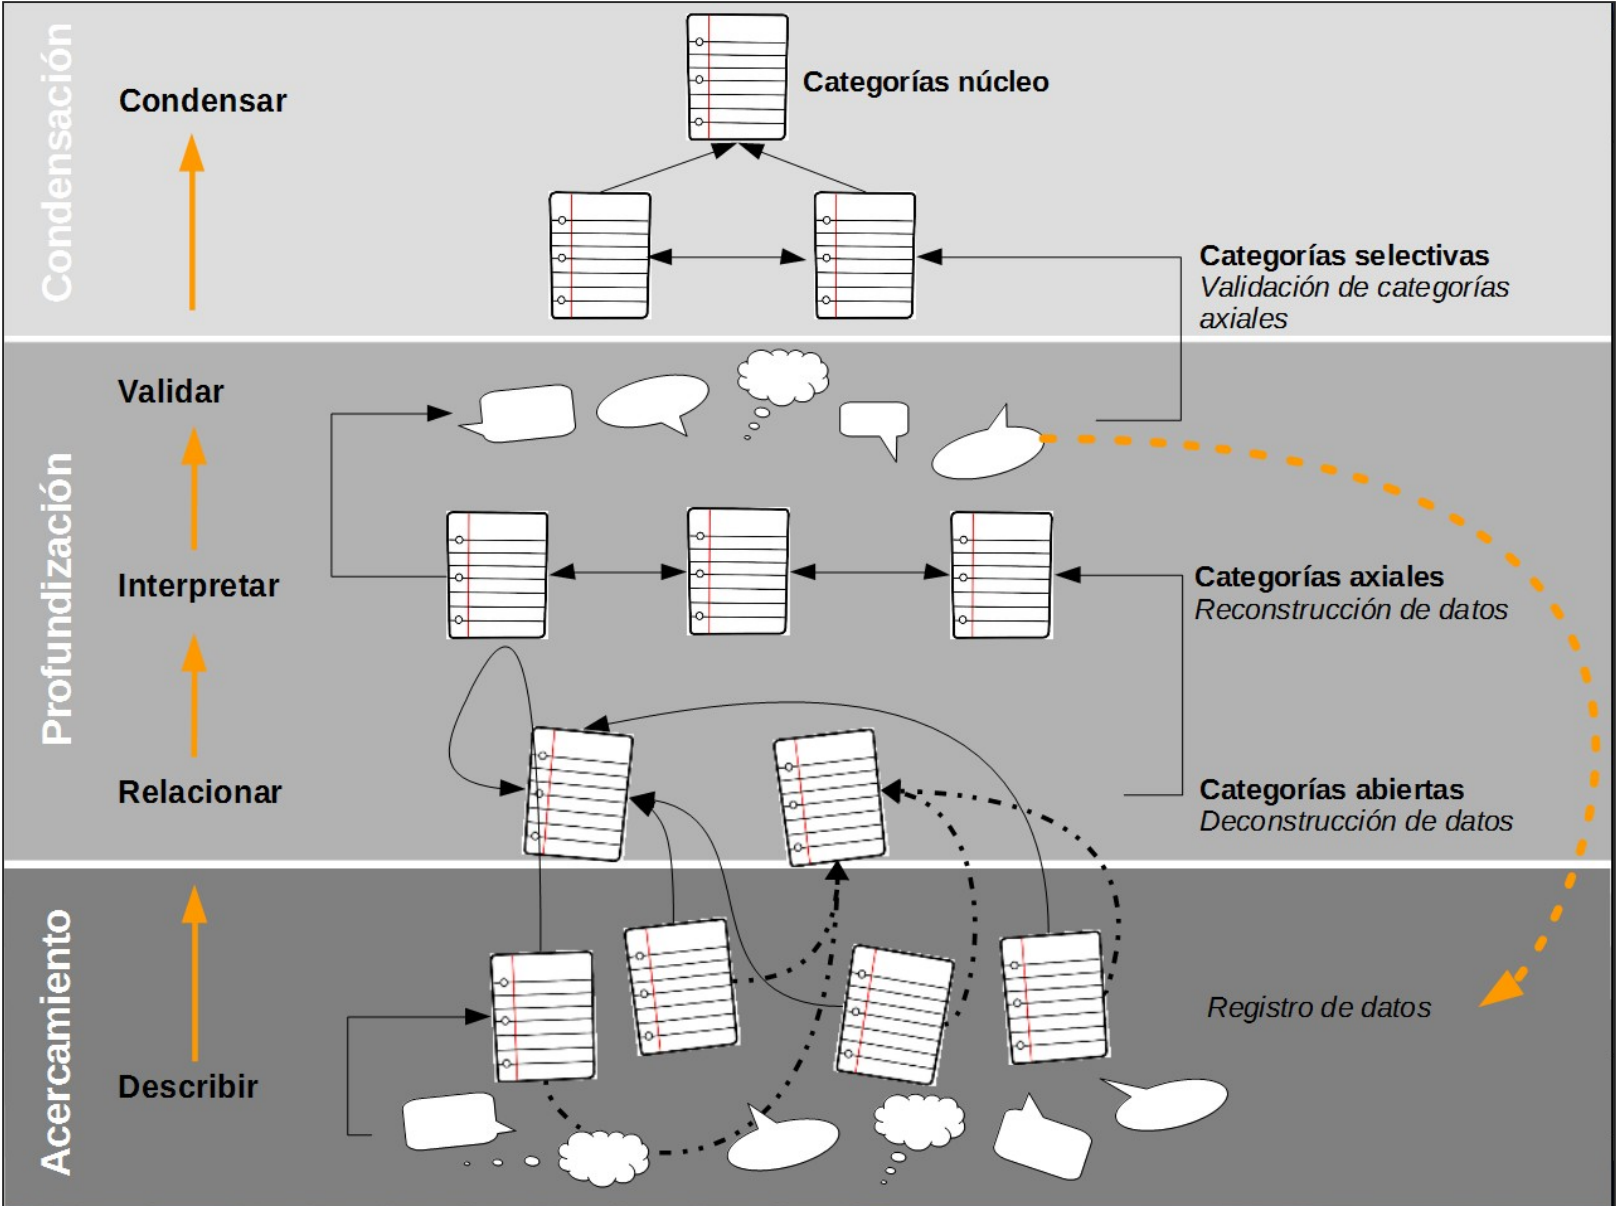 Condensación
Condensar
Categorías núcleo
Categorías selectivas
Validación de categorías
axiales
Profundización
Validar
Interpretar
Categorías axiales
Reconstrucción de datos
Relacionar
Categorías abiertas
Deconstrucción de datos
Acercamiento
Registro de datos
Describir